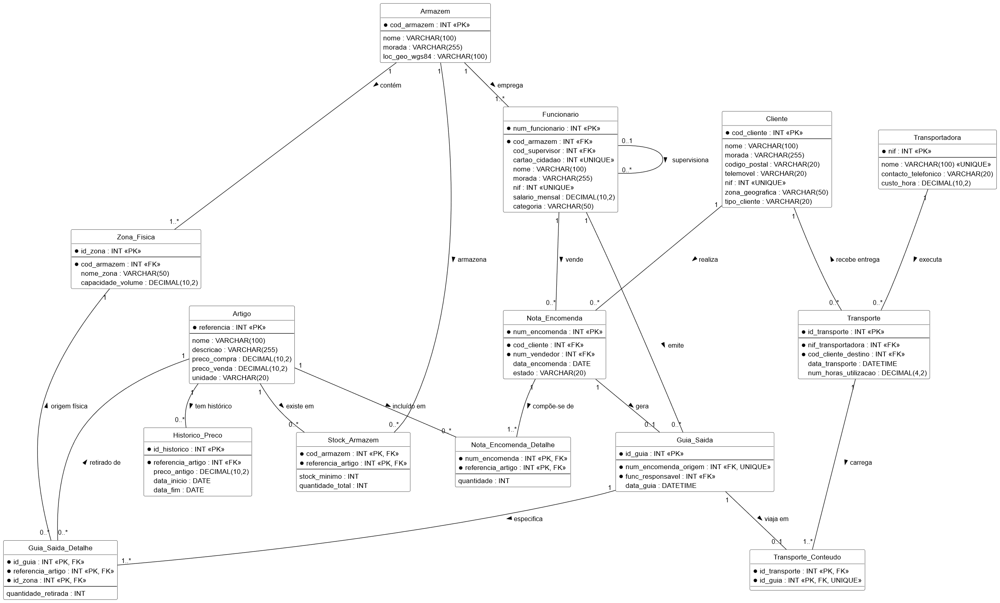 Armazem
cod_armazem : INT «PK»
nome : VARCHAR(100)
morada : VARCHAR(255)
loc_geo_wgs84 : VARCHAR(100)
1
1
1
contém
emprega
1..*
Funcionario
num_funcionario : INT «PK»
cod_armazem : INT «FK»
cod_supervisor : INT «FK»
cartao_cidadao : INT «UNIQUE»
nome : VARCHAR(100)
morada : VARCHAR(255)
nif : INT «UNIQUE»
salario_mensal : DECIMAL(10,2)
categoria : VARCHAR(50)
0..1
supervisiona
0..*
Cliente
cod_cliente : INT «PK»
nome : VARCHAR(100)
morada : VARCHAR(255)
codigo_postal : VARCHAR(20)
telemovel : VARCHAR(20)
nif : INT «UNIQUE»
zona_geografica : VARCHAR(50)
tipo_cliente : VARCHAR(20)
Transportadora
nif : INT «PK»
nome : VARCHAR(100) «UNIQUE»
contacto_telefonico : VARCHAR(20)
custo_hora : DECIMAL(10,2)
1..*
1
1
1
1
1
Zona_Fisica
id_zona : INT «PK»
cod_armazem : INT «FK»
nome_zona : VARCHAR(50)
capacidade_volume : DECIMAL(10,2)
armazena
vende
realiza
recebe entrega
executa
1
0..*
0..*
0..*
0..*
Artigo
referencia : INT «PK»
nome : VARCHAR(100)
descricao : VARCHAR(255)
preco_compra : DECIMAL(10,2)
preco_venda : DECIMAL(10,2)
unidade : VARCHAR(20)
1
1
1
1
Nota_Encomenda
num_encomenda : INT «PK»
cod_cliente : INT «FK»
num_vendedor : INT «FK»
data_encomenda : DATE
estado : VARCHAR(20)
emite
Transporte
id_transporte : INT «PK»
nif_transportadora : INT «FK»
cod_cliente_destino : INT «FK»
data_transporte : DATETIME
num_horas_utilizacao : DECIMAL(4,2)
1
1
1
origem física
tem histórico
existe em
incluído em
compõe-se de
gera
0..*
0..*
0..*
0..*
1..*
0..1
0..*
retirado de
Historico_Preco
id_historico : INT «PK»
referencia_artigo : INT «FK»
preco_antigo : DECIMAL(10,2)
data_inicio : DATE
data_fim : DATE
Stock_Armazem
cod_armazem : INT «PK, FK»
referencia_artigo : INT «PK, FK»
stock_minimo : INT
quantidade_total : INT
Nota_Encomenda_Detalhe
num_encomenda : INT «PK, FK»
referencia_artigo : INT «PK, FK»
quantidade : INT
Guia_Saida
id_guia : INT «PK»
num_encomenda_origem : INT «FK, UNIQUE»
func_responsavel : INT «FK»
data_guia : DATETIME
carrega
1
1
especifica
viaja em
0..*
0..*
0..1
1..*
Guia_Saida_Detalhe
id_guia : INT «PK, FK»
referencia_artigo : INT «PK, FK»
id_zona : INT «PK, FK»
quantidade_retirada : INT
1..*
Transporte_Conteudo
id_transporte : INT «PK, FK»
id_guia : INT «PK, FK, UNIQUE»